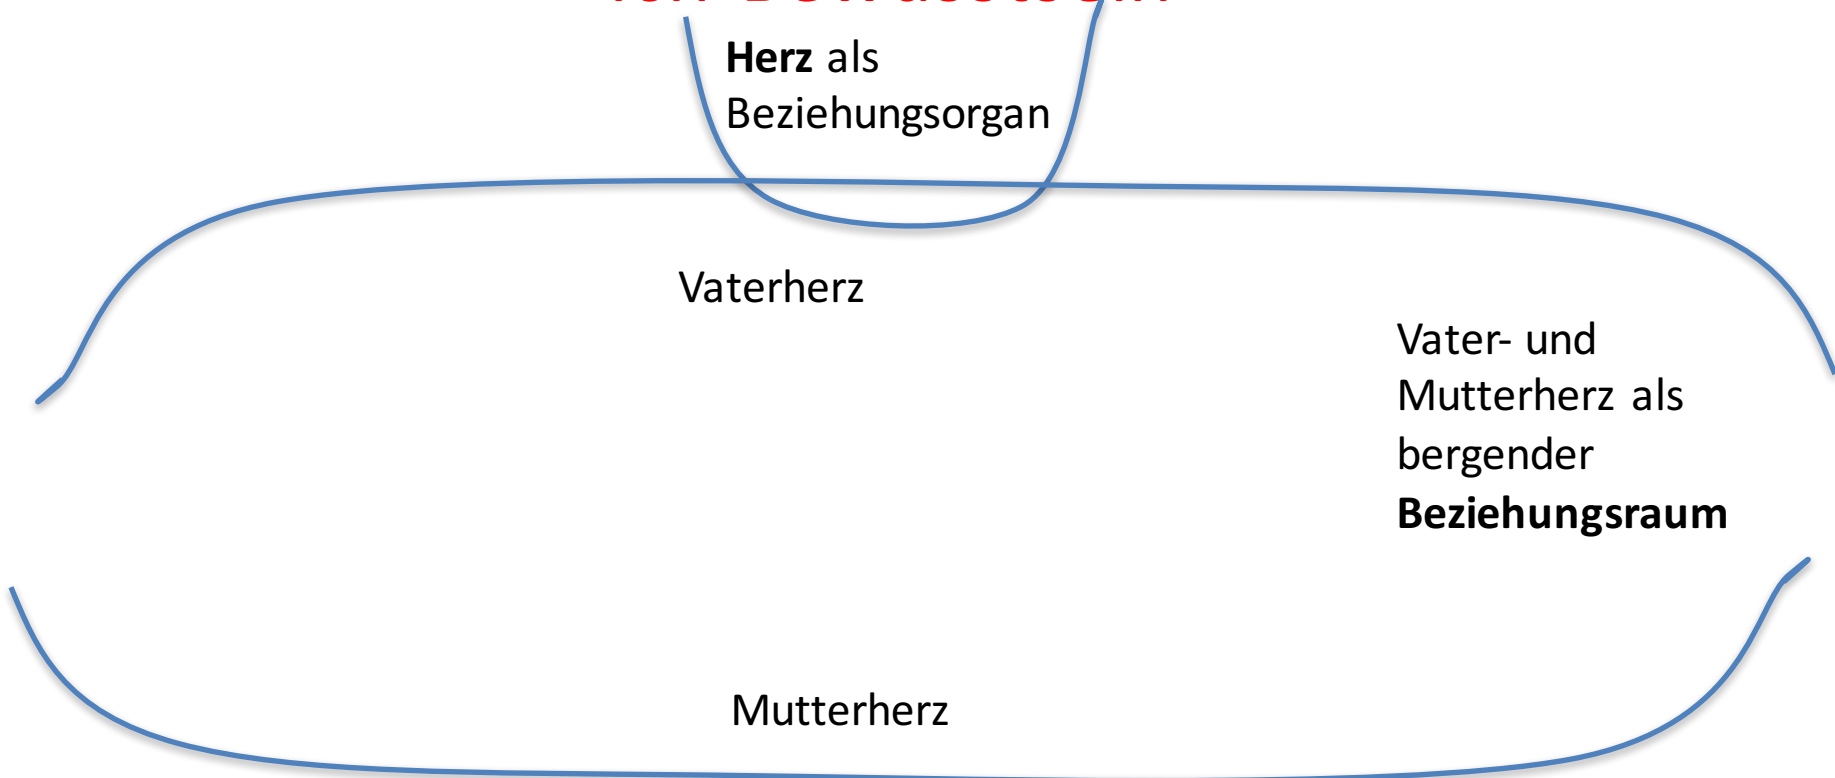 Herz als
Beziehungsorgan
Vaterherz
Vater- und
Mutterherz als
bergender
Beziehungsraum
Mutterherz